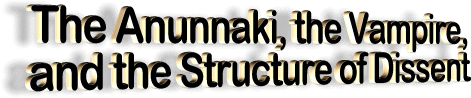 The Anunnaki, the Vampire,
and the Structure of Dissent